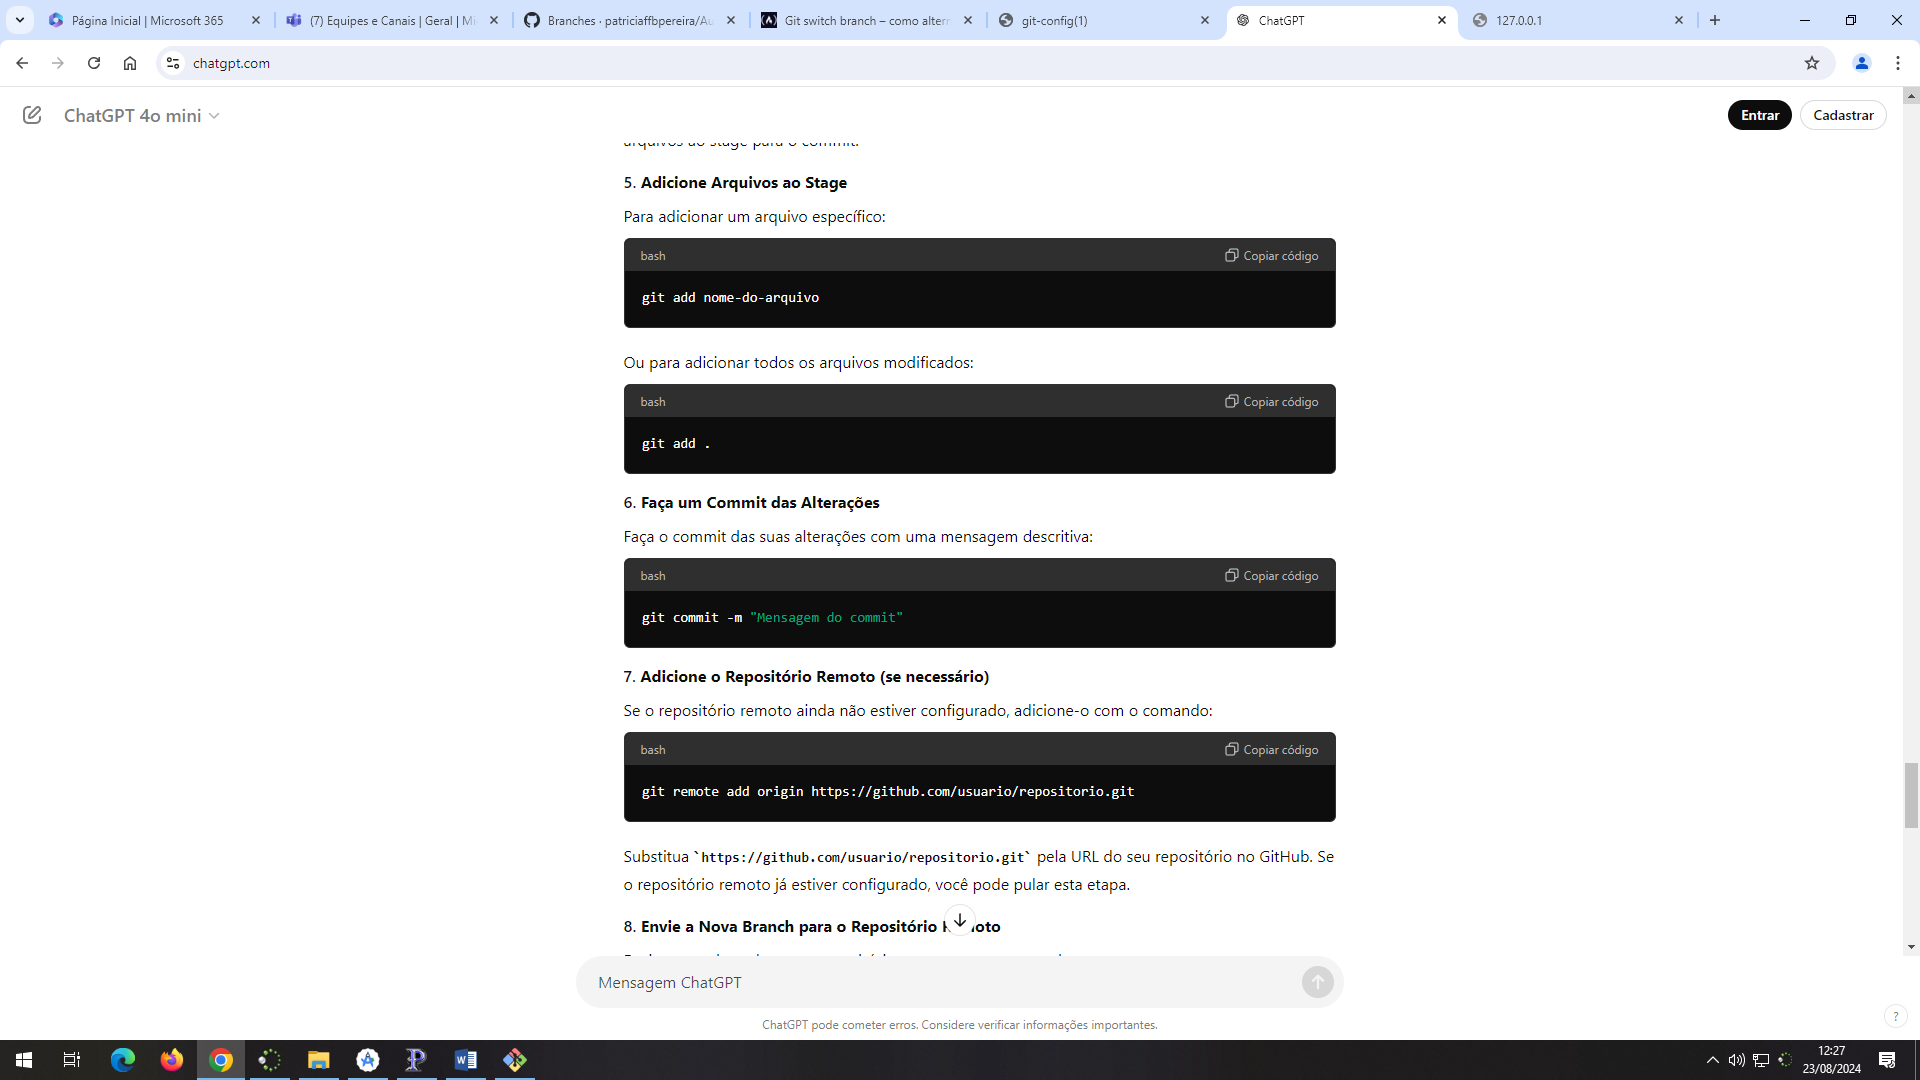 Página Inicial | Microsoft 365
(7) Equipes e Canais | Geral | Mi
Branches · patriciaffbpereira/Au
Git switch branch – como altern
git-config(1)
ChatGPT
127.0.0.1
chatgpt.com
ChatGPT 4o mini
Entrar
Cadastrar
arquivos ao stage para o commit.
5. Adicione Arquivos ao Stage
Para adicionar um arquivo específico:
bash
Copiar código
git add nome-do-arquivo
Ou para adicionar todos os arquivos modificados:
bash
Copiar código
git add .
6. Faça um Commit das Alterações
Faça o commit das suas alterações com uma mensagem descritiva:
bash
Copiar código
git commit -m "Mensagem do commit"
7. Adicione o Repositório Remoto (se necessário)
Se o repositório remoto ainda não estiver configurado, adicione-o com o comando:
bash
Copiar código
git remote add origin https://github.com/usuario/repositorio.git
Substitua `https://github.com/usuario/repositorio.git` pela URL do seu repositório no GitHub. Se
o repositório remoto já estiver configurado, você pode pular esta etapa.
8. Envie a Nova Branch para o Repositório Remoto
Mensagem ChatGPT
ChatGPT pode cometer erros. Considere verificar informações importantes.
?
12:27
23/08/2024